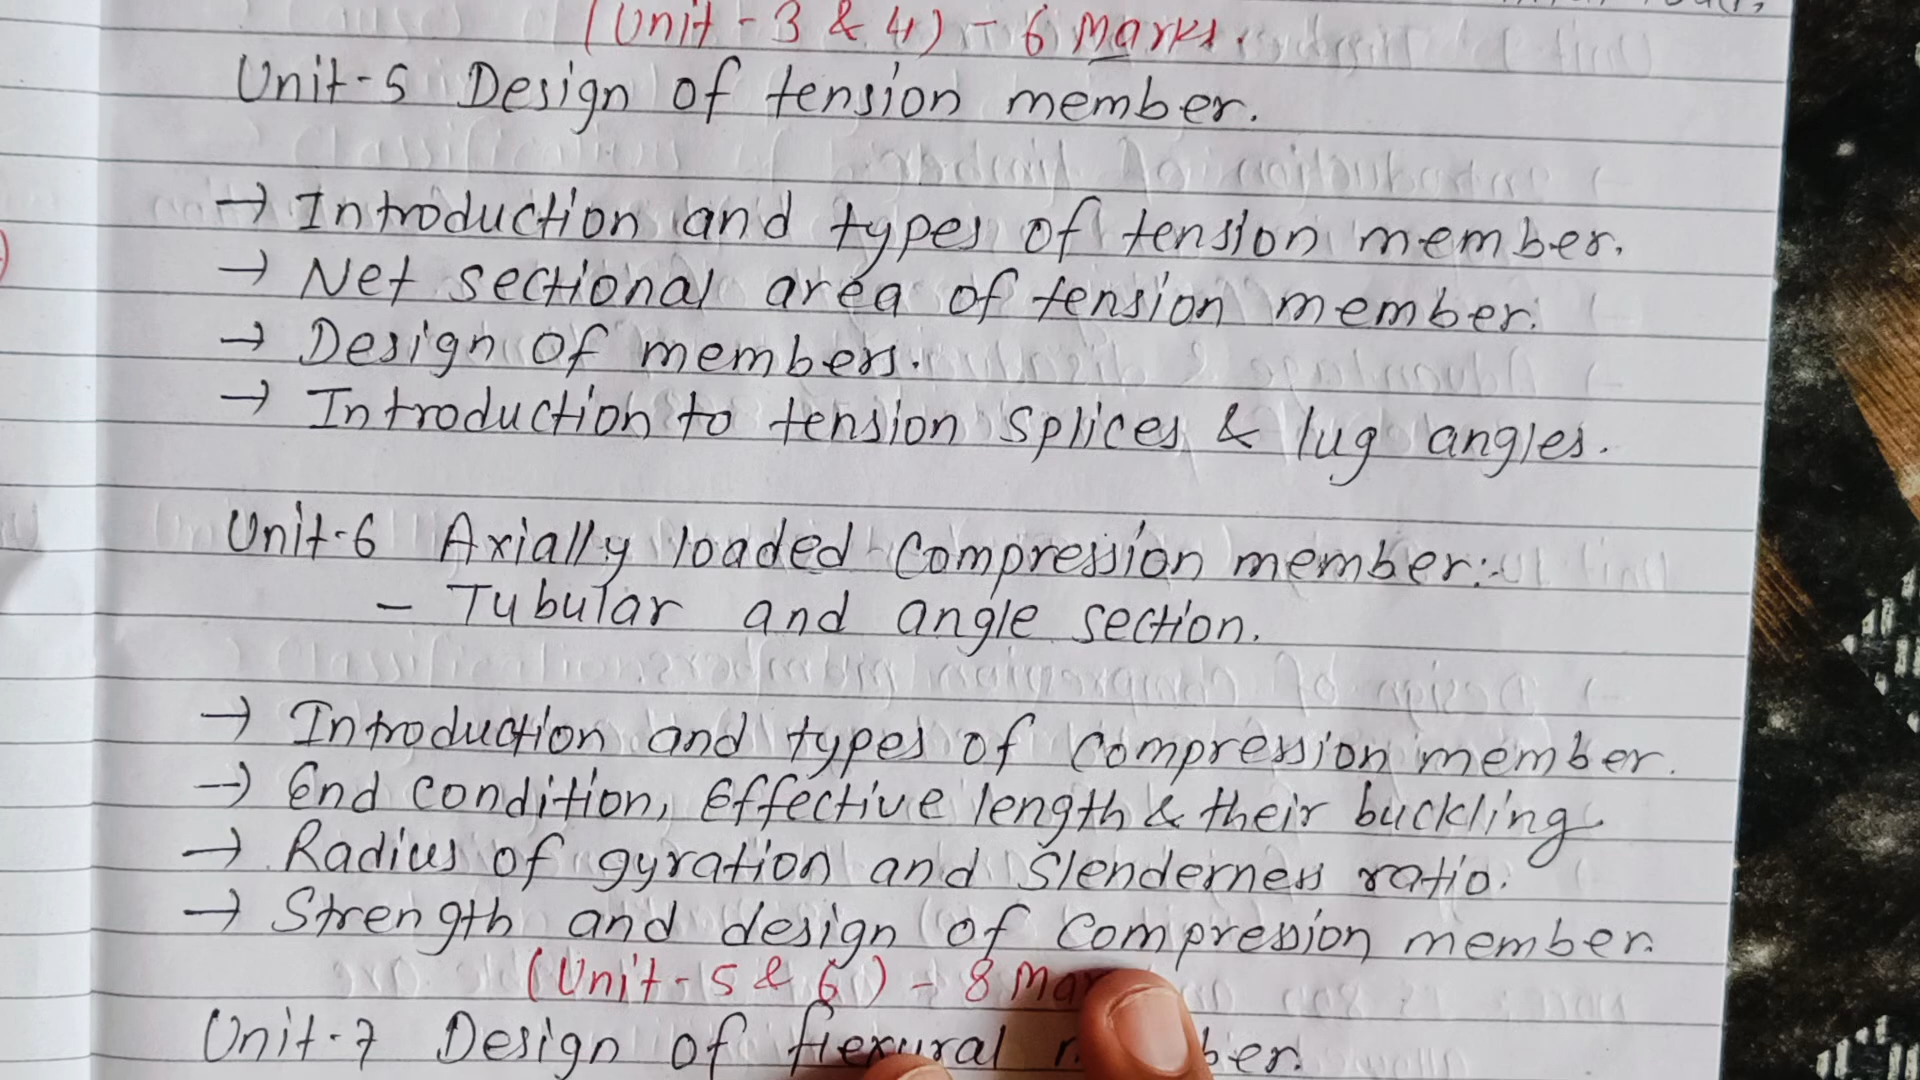 (Unit - 3 & 4) - 6 Marks.
Unit-5 Design of tension member.
→ Introduction and types of tension member.
→ Net sectional area of tension member.
→ Design of members.
→ Introduction to tension splices & lug angles.
Unit-6 Axially loaded compression member:-
- Tubular and angle section.
→ Introduction and types of compression member.
→ End condition, Effective length & their buckling
→ Radius of gyration and Slenderness ratio.
→ Strength and design of compression member.
(Unit - 5 & 6) - 8 Ma
Unit-7 Design of flexural ber.